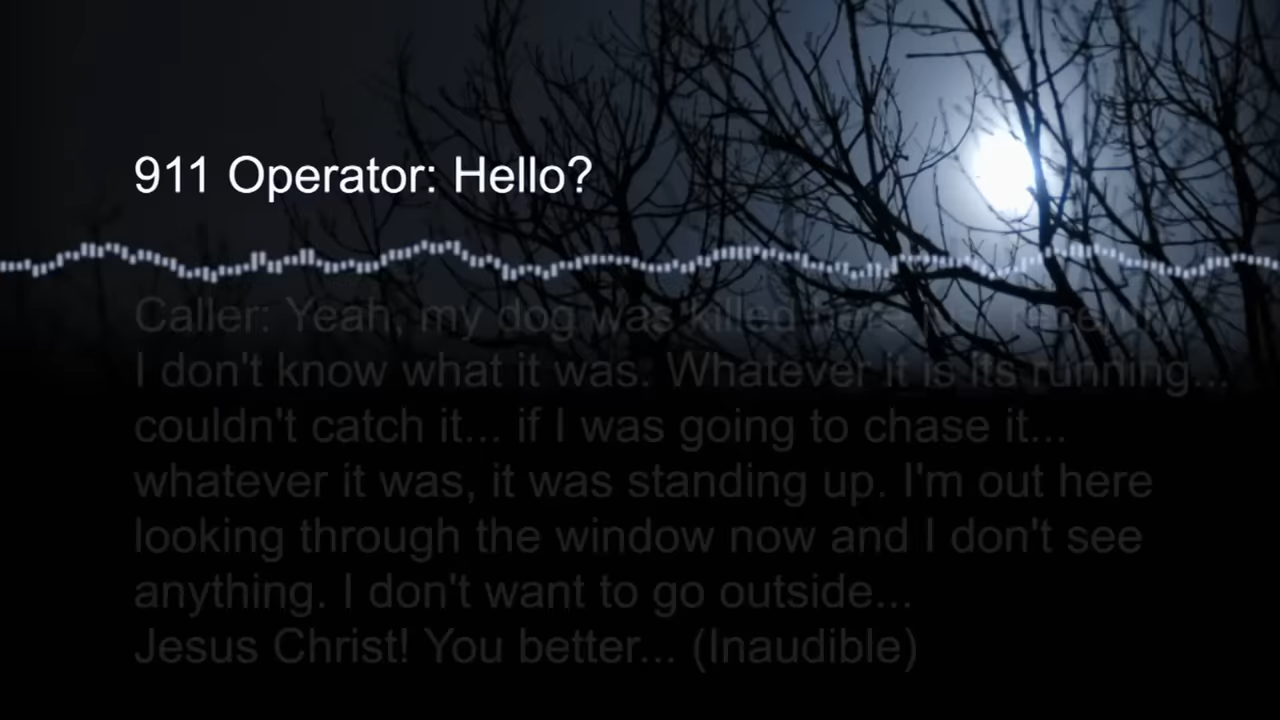 911 Operator: Hello?
Caller: Yeah, my dog was killed here recently.
I don't know what it was. Whatever it is its running...
couldn't catch it... if I was going to chase it...
whatever it was, it was standing up. I'm out here
looking through the window now and I don't see
anything. I don't want to go outside...
Jesus Christ! You better... (Inaudible)